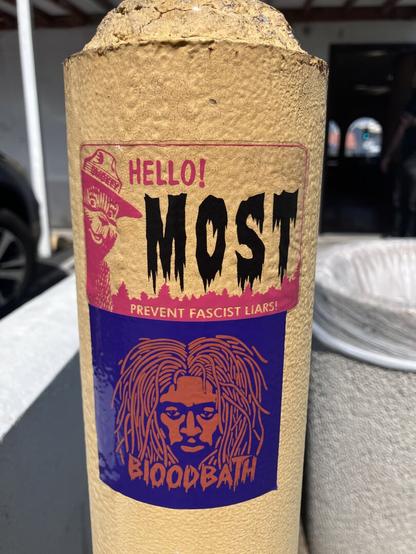 HELLO!
MOST
PREVENT FASCIST LIARS!
BLOODBATH